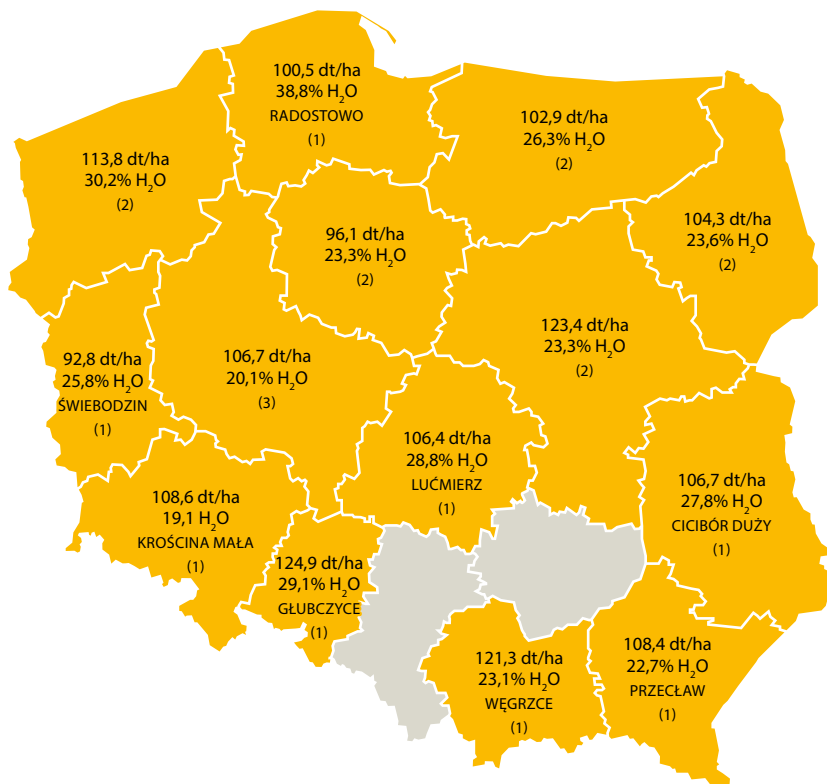 100,5 dt/ha
38,8% H₂O
RADOSTOWO
(1)
102,9 dt/ha
26,3% H₂O
(2)
113,8 dt/ha
30,2% H₂O
(2)
104,3 dt/ha
23,6% H₂O
(2)
96,1 dt/ha
23,3% H₂O
(2)
123,4 dt/ha
23,3% H₂O
(2)
92,8 dt/ha
25,8% H₂O
ŚWIEBODZIN
(1)
106,7 dt/ha
20,1% H₂O
(3)
106,4 dt/ha
28,8% H₂O
LUĆMIERZ
(1)
106,7 dt/ha
27,8% H₂O
CICIBÓR DUŻY
(1)
108,6 dt/ha
19,1 H₂O
KROŚCINA MAŁA
(1)
124,9 dt/ha
29,1% H₂O
GŁUBCZYCE
(1)
121,3 dt/ha
23,1% H₂O
WĘGRZCE
(1)
108,4 dt/ha
22,7% H₂O
PRZECŁAW
(1)